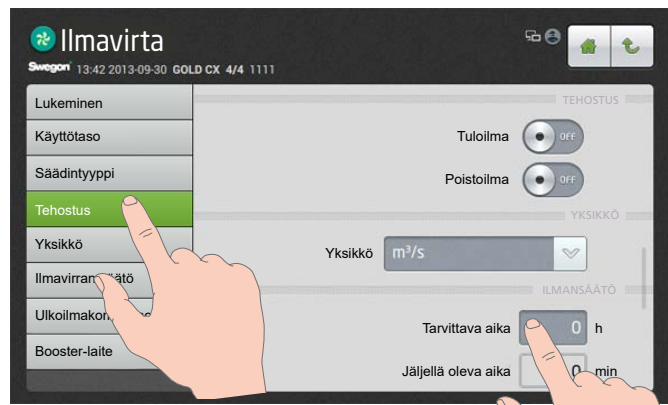 Ilmavirta
Swegon 13:42 2013-09-30 GOLD CX 4/4 1111
Lukeminen
Käyttötaso
Säädintyyppi
Tehostus
Yksikkö
Ulkoilmakom
Booster-laite
TEHOSTUS
Tuloilma OFF
Poistoilma OFF
YKSIKKÖ
Yksikkö m³/s
ILMANSÄÄTÖ
Tarvittava aika 0 h
Jäljellä oleva aika 0 min